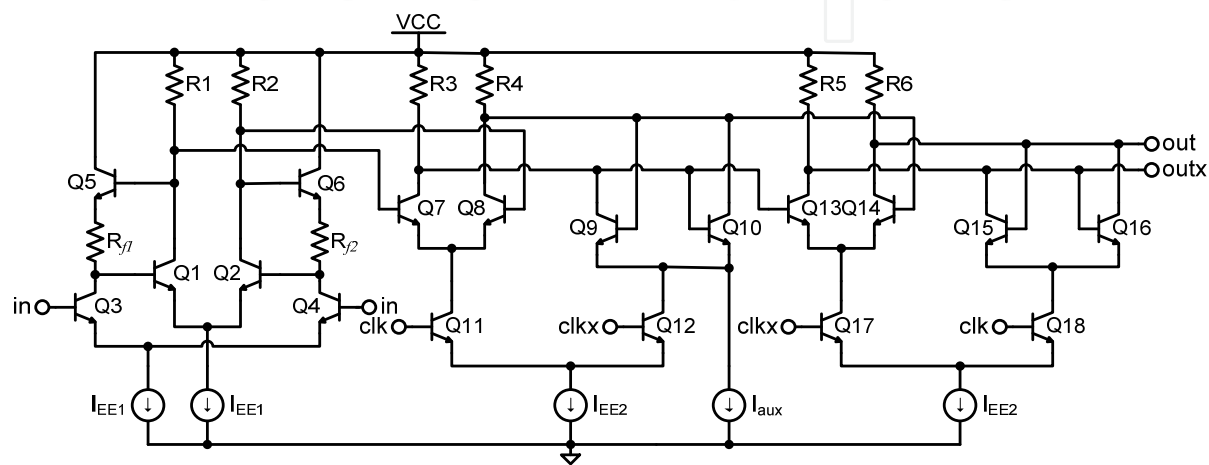 VCC
R1
R2
R3
R4
R5
R6
out
outx
Q5
Q6
Q7
Q8
Q9
Q10
Q13
Q14
Q15
Q16
Rf1
Rf2
Q1
Q2
in
Q3
Q4
in
clk
Q11
clkx
Q12
clkx
Q17
clk
Q18
IEE1
IEE1
IEE2
Iaux
IEE2